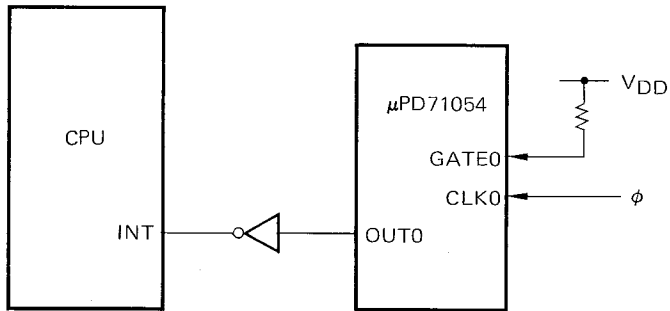 CPU
INT
μPD71054
GATE0
CLK0
OUT0
VDD
ϕ